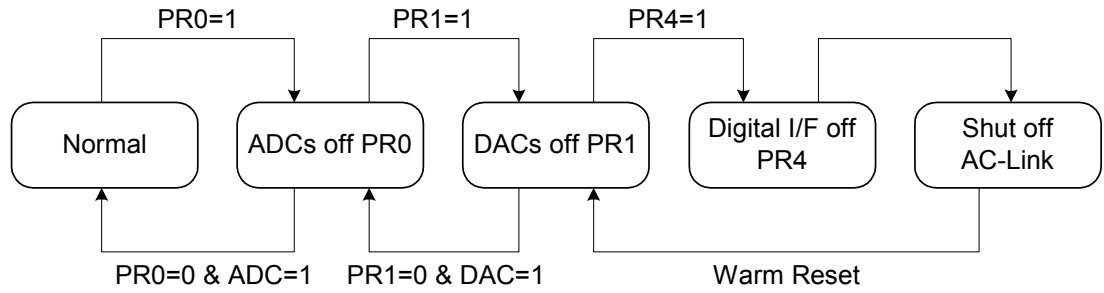 PR0=1
PR1=1
PR4=1
Normal
ADCs off PR0
DACs off PR1
Digital I/F off
PR4
Shut off
AC-Link
PR0=0 & ADC=1
PR1=0 & DAC=1
Warm Reset